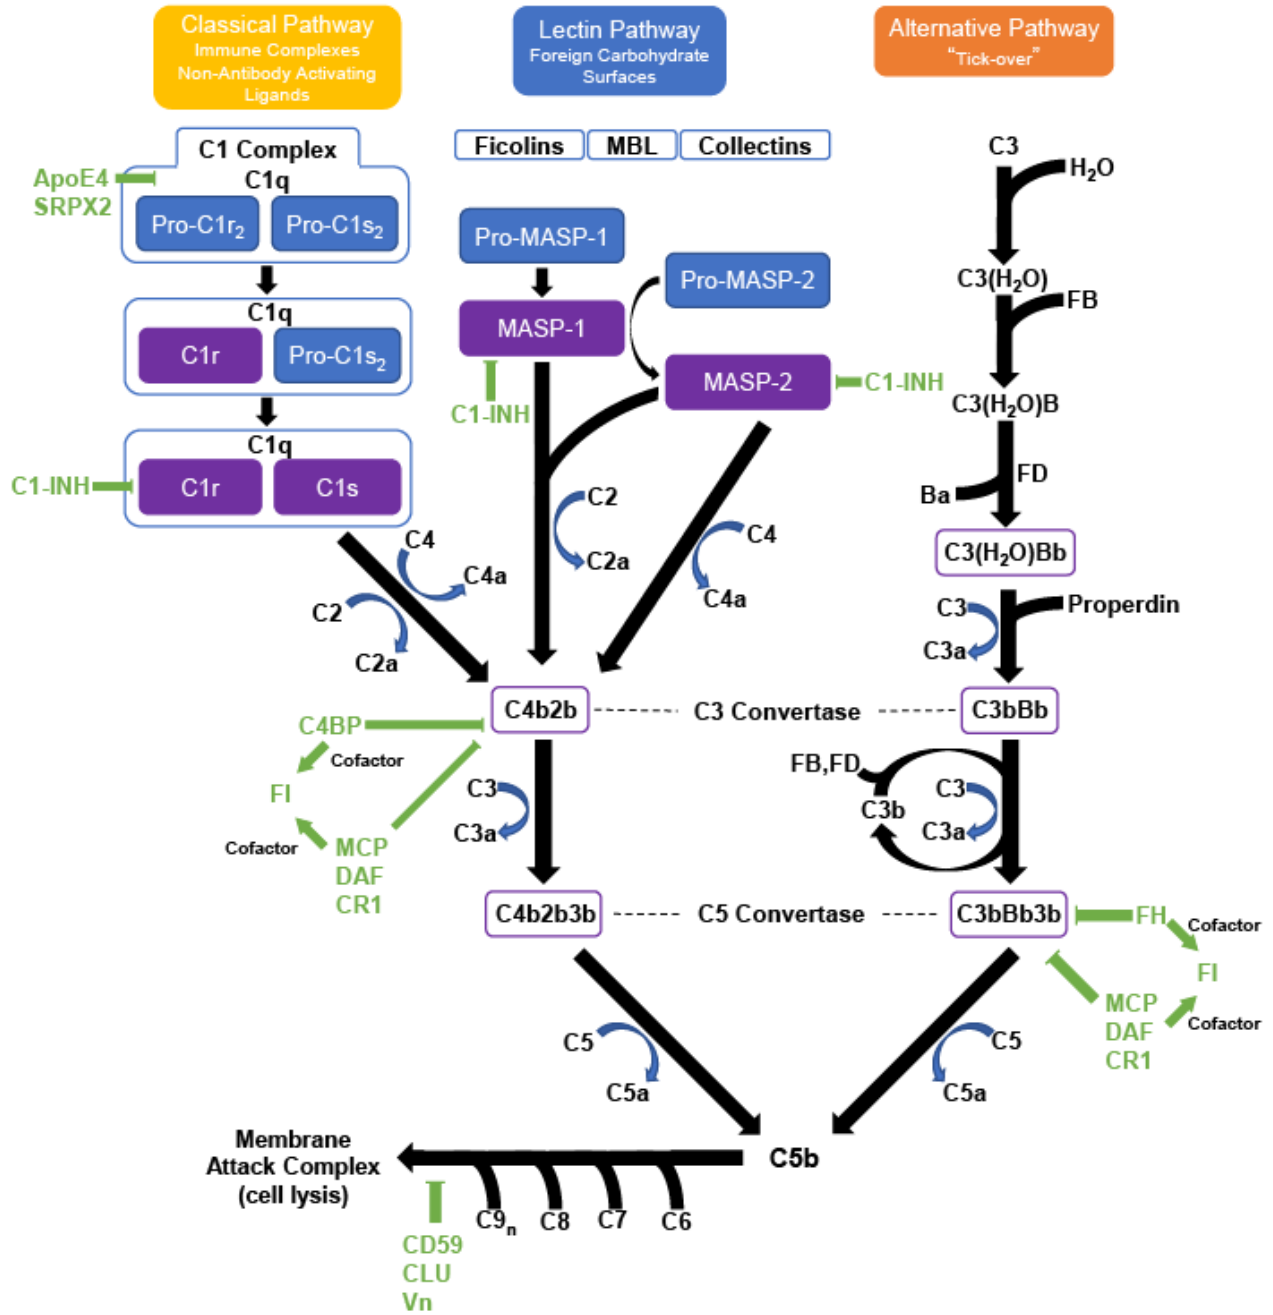 Classical Pathway
Immune Complexes
Non-Antibody Activating
Ligands
Lectin Pathway
Foreign Carbohydrate
Surfaces
Alternative Pathway
“Tick-over”
C1 Complex
C1q
Pro-C1r2
Pro-C1s2
ApoE4
SRPX2
C1q
C1r
Pro-C1s2
C1q
C1r
C1s
C1-INH
C4
C4a
C2
C2a
Ficolins
MBL
Collectins
Pro-MASP-1
Pro-MASP-2
MASP-1
MASP-2
C1-INH
C1-INH
C2
C2a
C4
C4a
C3
H2O
C3(H2O)
FB
C3(H2O)B
FD
Ba
C3(H2O)Bb
C3
Properdin
C3a
C4b2b
C3 Convertase
C3bBb
C4BP
Cofactor
FI
Cofactor
MCP
DAF
CR1
C3
C3a
FB,FD
C3b
C3
C3a
C4b2b3b
C5 Convertase
C3bBb3b
FH
Cofactor
FI
MCP
DAF
CR1
Cofactor
C5
C5a
C5
C5a
C5b
Membrane
Attack Complex
(cell lysis)
C9n
C8
C7
C6
CD59
CLU
Vn